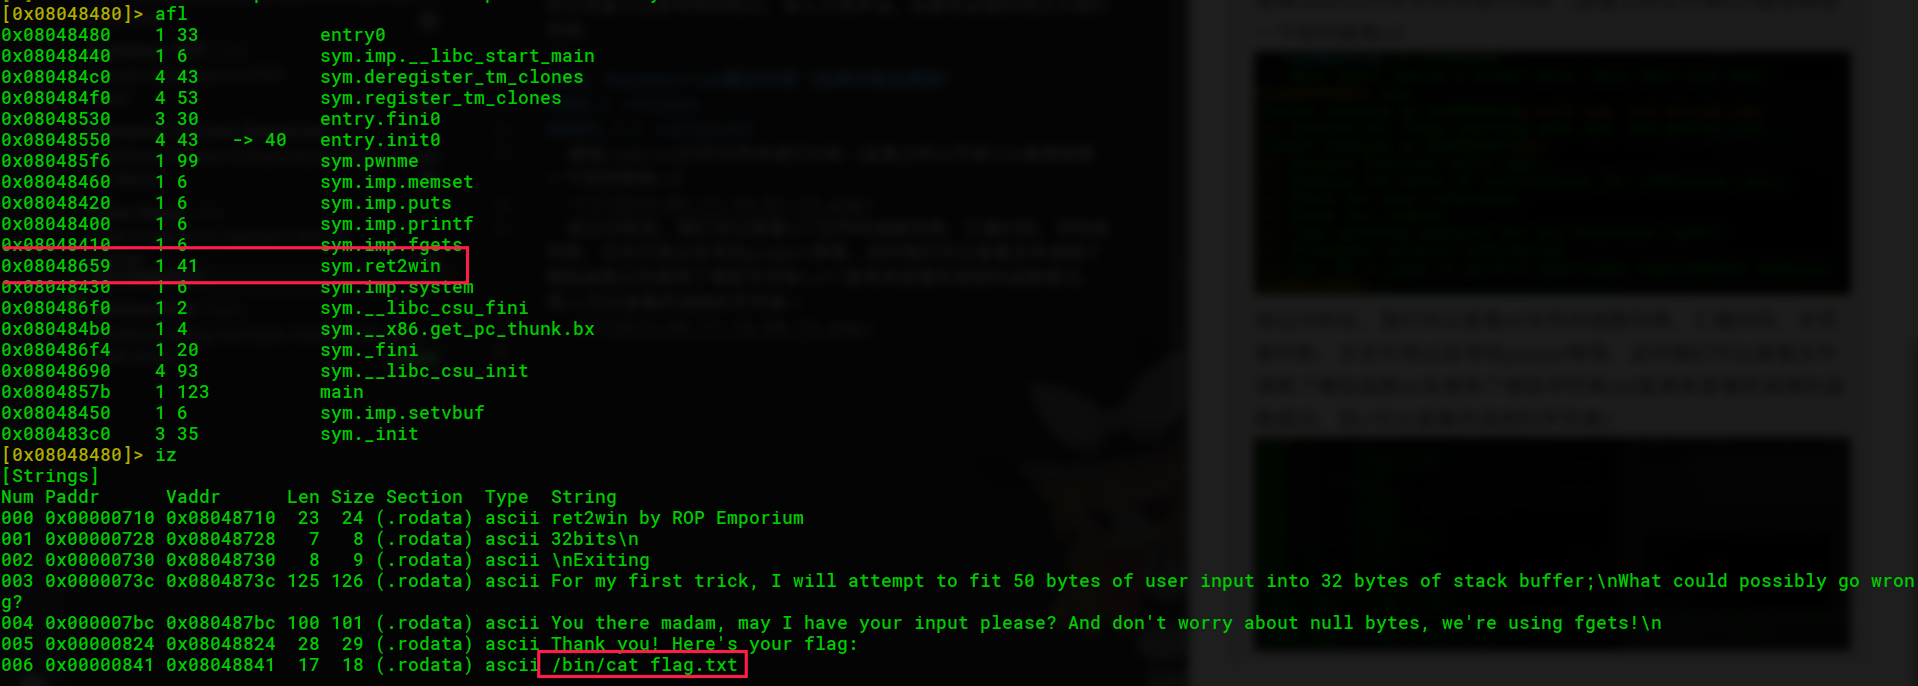 [0x08048480]> afl
0x08048480    1 33           entry0
0x08048440    1 6            sym.imp.__libc_start_main
0x080484c0    4 43           sym.deregister_tm_clones
0x080484f0    4 53           sym.register_tm_clones
0x08048530    3 30           entry.fini0
0x08048550    4 43   -> 40   entry.init0
0x080485f6    1 99           sym.pwnme
0x08048460    1 6            sym.imp.memset
0x08048420    1 6            sym.imp.puts
0x08048400    1 6            sym.imp.printf
0x08048410    1 6            sym.imp.fgets
0x08048659    1 41           sym.ret2win
0x08048430    1 6            sym.imp.system
0x080486f0    1 2            sym.__libc_csu_fini
0x080484b0    1 4            sym.__x86.get_pc_thunk.bx
0x080486f4    1 20           sym._fini
0x08048690    4 93           sym.__libc_csu_init
0x0804857b    1 123          main
0x08048450    1 6            sym.imp.setvbuf
0x080483c0    3 35           sym._init
[0x08048480]> iz
[Strings]
Num Paddr      Vaddr      Len Size Section  Type  String
000 0x00000710 0x08048710  23  24 (.rodata) ascii ret2win by ROP Emporium
001 0x00000728 0x08048728   7   8 (.rodata) ascii 32bits\n
002 0x00000730 0x08048730   8   9 (.rodata) ascii \nExiting
003 0x0000073c 0x0804873c 125 126 (.rodata) ascii For my first trick, I will attempt to fit 50 bytes of user input into 32 bytes of stack buffer;\nWhat could possibly go wron
g?
004 0x000007bc 0x080487bc 100 101 (.rodata) ascii You there madam, may I have your input please? And don't worry about null bytes, we're using fgets!\n
005 0x00000824 0x08048824  28  29 (.rodata) ascii Thank you! Here's your flag:
006 0x00000841 0x08048841  17  18 (.rodata) ascii /bin/cat flag.txt